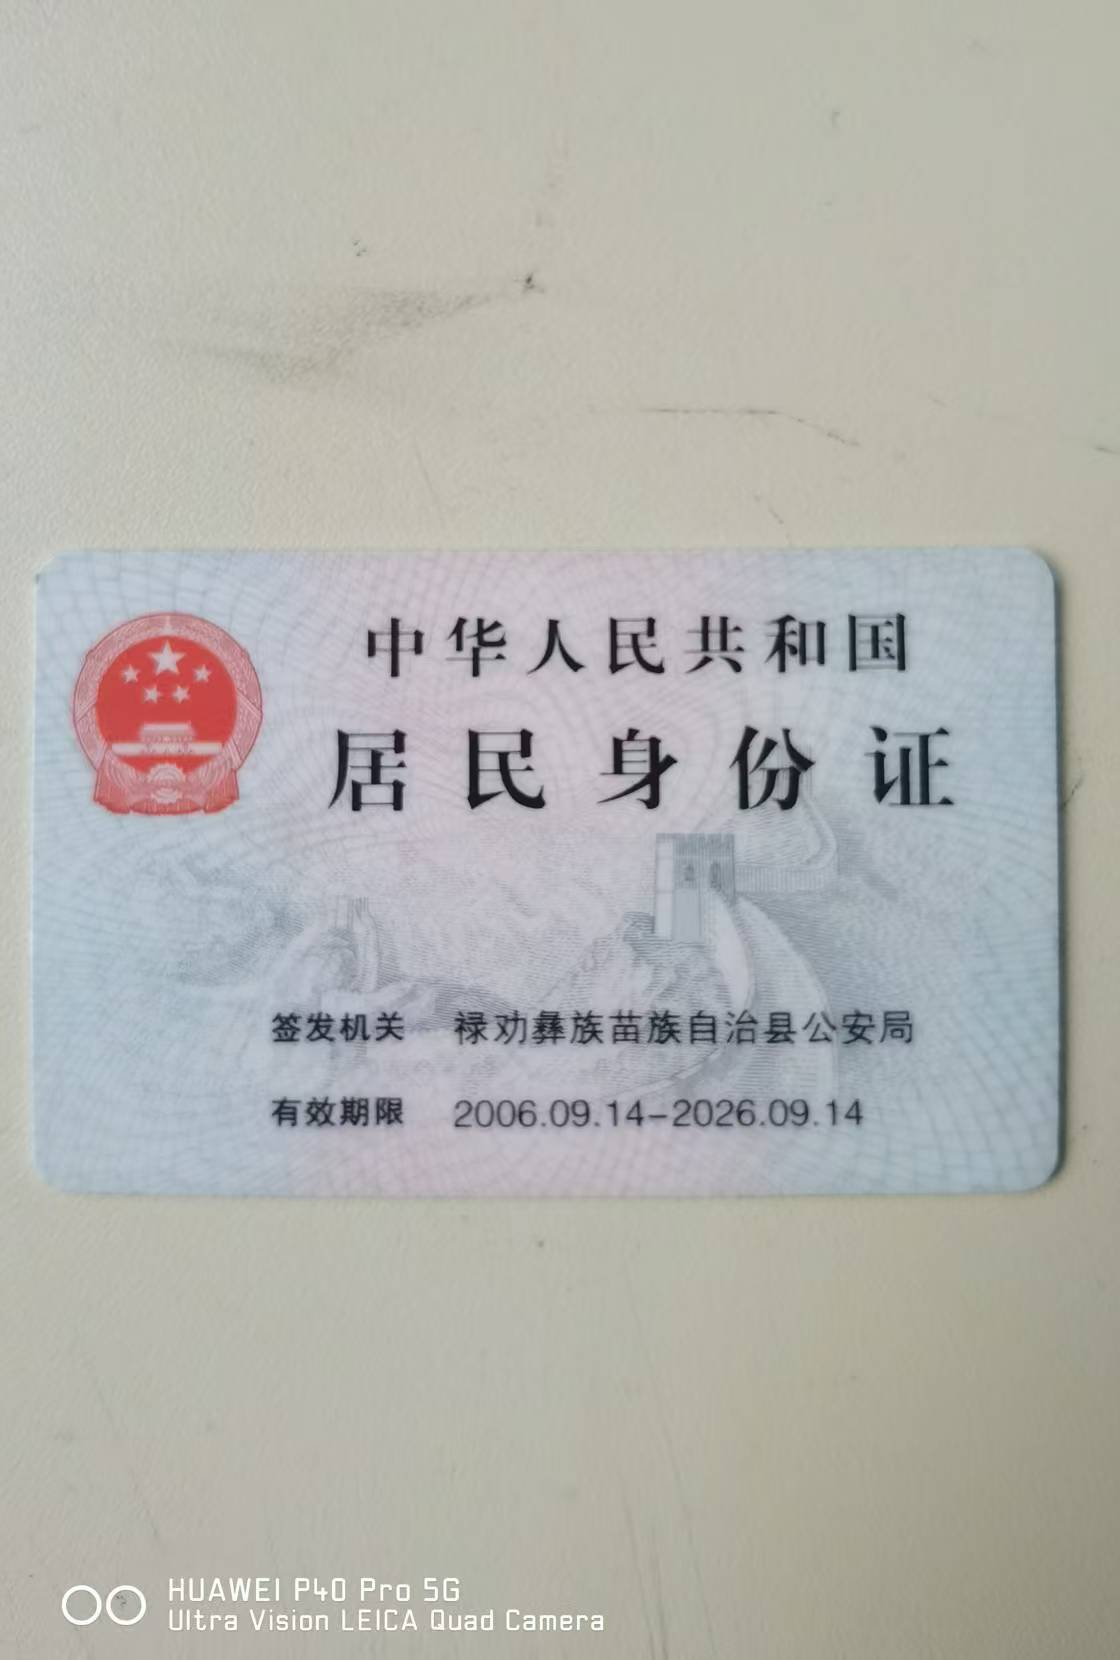 中华人民共和国
居民身份证
签发机关 禄劝彝族苗族自治县公安局
有效期限 2006.09.14-2026.09.14
HUAWEI P40 Pro 5G
Ultra Vision LEICA Quad Camera